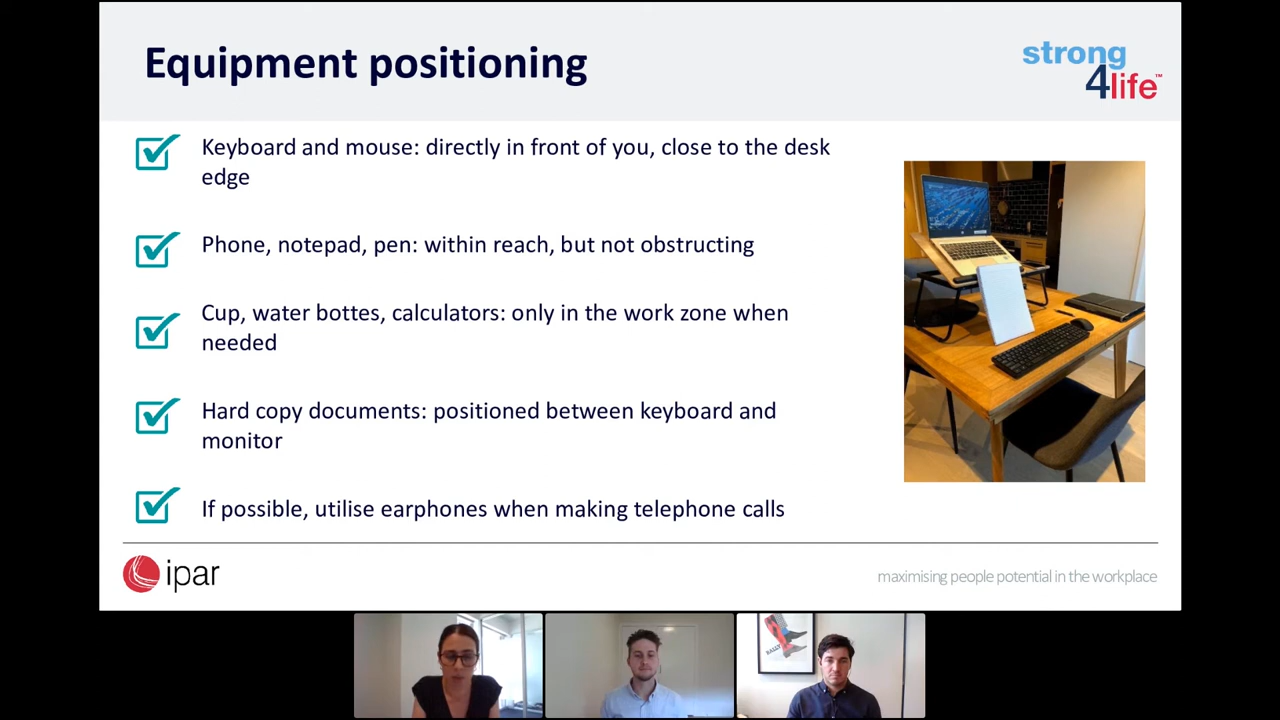 Equipment positioning
strong
4life™
Keyboard and mouse: directly in front of you, close to the desk
edge
Phone, notepad, pen: within reach, but not obstructing
Cup, water bottes, calculators: only in the work zone when
needed
Hard copy documents: positioned between keyboard and
monitor
If possible, utilise earphones when making telephone calls
ipar
maximising people potential in the workplace
RALLY